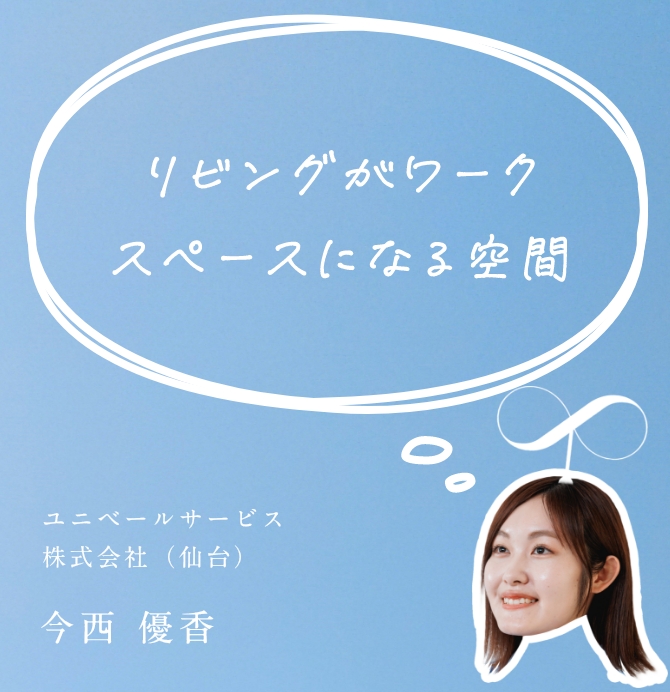 リビングがワーク
スペースになる空間
ユニベールサービス
株式会社（仙台）
今西 優香